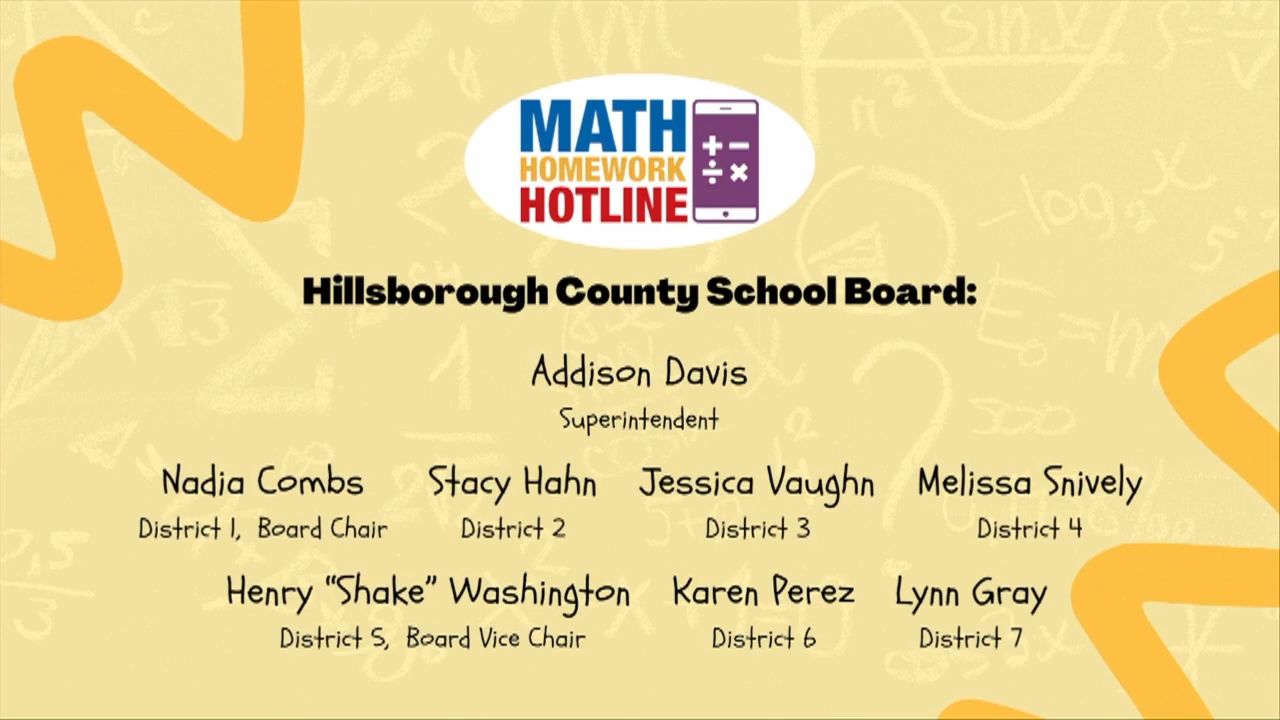 MATH
HOMEWORK
HOTLINE
Hillsborough County School Board:
Addison Davis
Superintendent
Nadia Combs Stacy Hahn Jessica Vaughn Melissa Snively
District 1, Board Chair District 2 District 3 District 4
Henry “Shake” Washington Karen Perez Lynn Gray
District 5, Board Vice Chair District 6 District 7